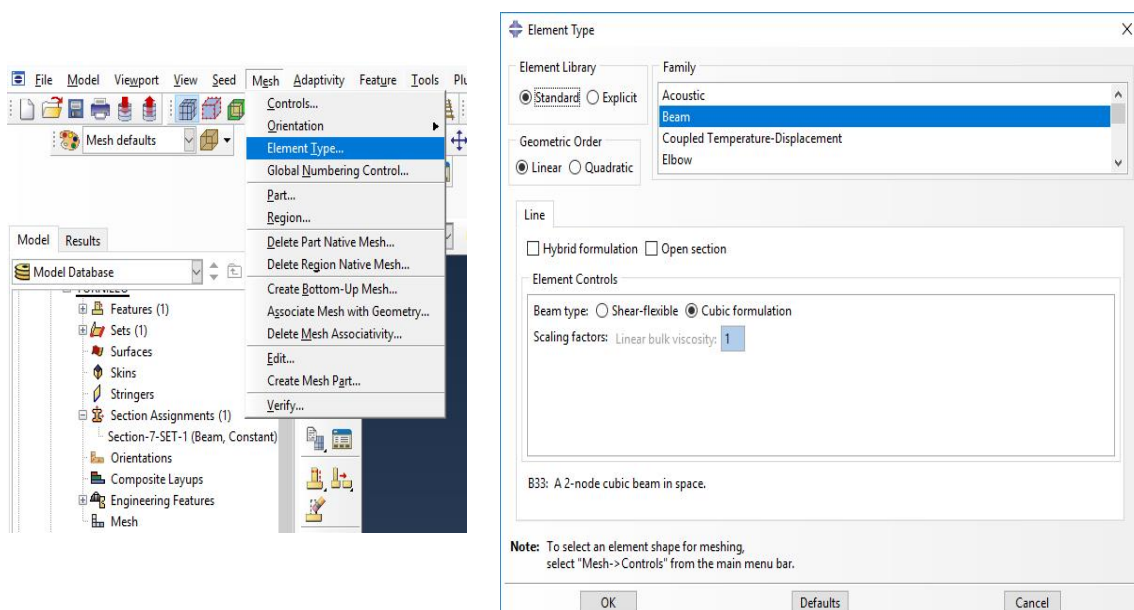 File Model Viewport View Seed Mesh Adaptivity Feature Tools
Mesh defaults
Controls...
Orientation
Element Type...
Global Numbering Control...
Part...
Region...
Delete Part Native Mesh...
Delete Region Native Mesh...
Create Bottom-Up Mesh...
Associate Mesh with Geometry...
Delete Mesh Associativity...
Edit...
Create Mesh Part...
Verify...
Model Results
Model Database
Features (1)
Sets (1)
Surfaces
Skins
Stringers
Section Assignments (1)
Section-7-SET-1 (Beam, Constant)
Orientations
Composite Layups
Engineering Features
Mesh
Element Type
Element Library
Standard Explicit
Geometric Order
Linear Quadratic
Family
Acoustic
Beam
Coupled Temperature-Displacement
Elbow
Line
Hybrid formulation Open section
Element Controls
Beam type: Shear-flexible Cubic formulation
Scaling factors: Linear bulk viscosity: 1
B33: A 2-node cubic beam in space.
Note: To select an element shape for meshing,
select "Mesh->Controls" from the main menu bar.
OK Defaults Cancel